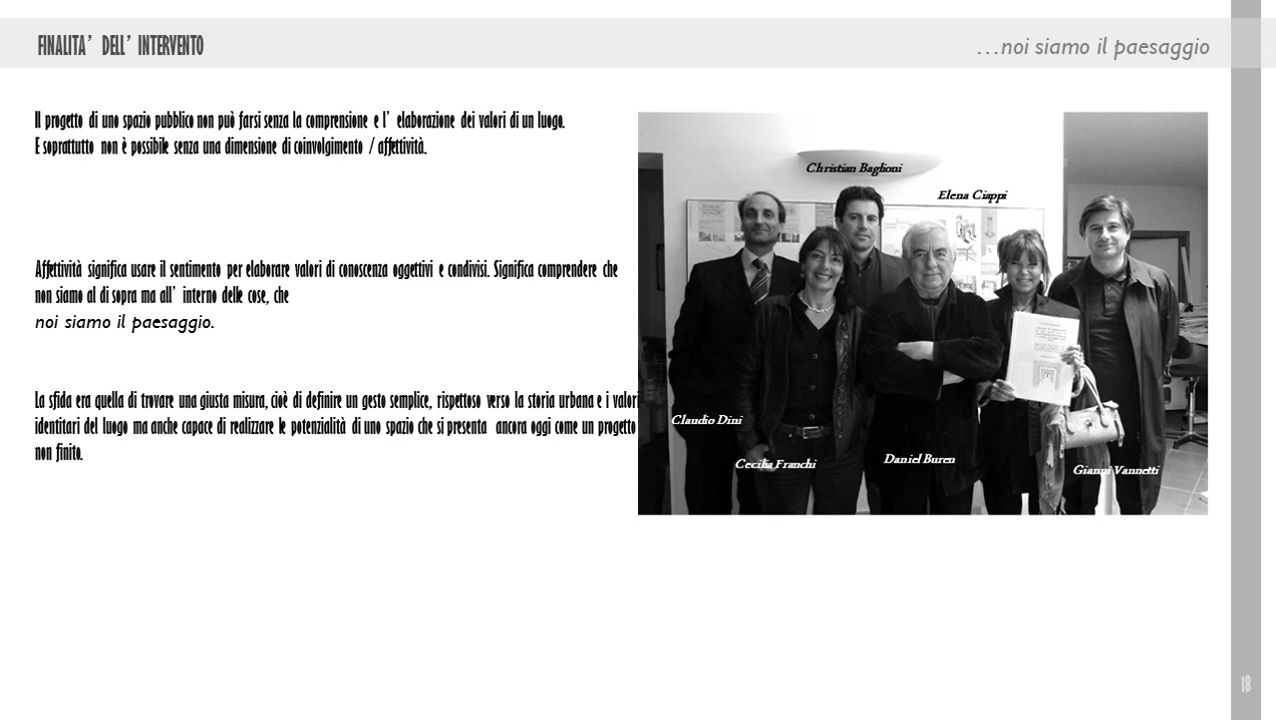 FINALITA’ DELL’ INTERVENTO
…noi siamo il paesaggio
Il progetto di uno spazio pubblico non può farsi senza la comprensione e l’ elaborazione dei valori di un luogo.
E soprattutto non è possibile senza una dimensione di coinvolgimento / affettività.
Affettività significa usare il sentimento per elaborare valori di conoscenza oggettivi e condivisi. Significa comprendere che
non siamo al di sopra ma all’ interno delle cose, che
noi siamo il paesaggio.
La sfida era quella di trovare una giusta misura, cioè di definire un gesto semplice, rispettoso verso la storia urbana e i valori
identitari del luogo ma anche capace di realizzare le potenzialità di uno spazio che si presenta ancora oggi come un progetto
non finito.
Christian Baglioni
Elena Ciappi
Claudio Dini
Cecilia Franchi
Daniel Buren
Gianni Vannetti
18